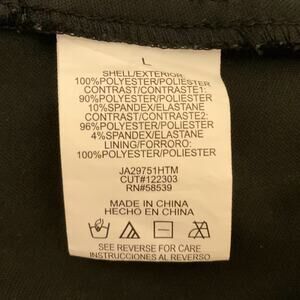 L
SHELL/EXTERIOR:
100%POLYESTER/POLIESTER
CONTRAST/CONTRASTE1:
90%POLYESTER/POLIESTER
10%SPANDEX/ELASTANE
CONTRAST/CONTRASTE2:
96%POLYESTER/POLIESTER
4%SPANDEX/ELASTANE
LINING/FORRORO:
100%POLYESTER/POLIESTER
JA29751HTM
CUT#122303
RN#58539
MADE IN CHINA
HECHO EN CHINA
SEE REVERSE FOR CARE
INSTRUCCIONES AL REVERSO